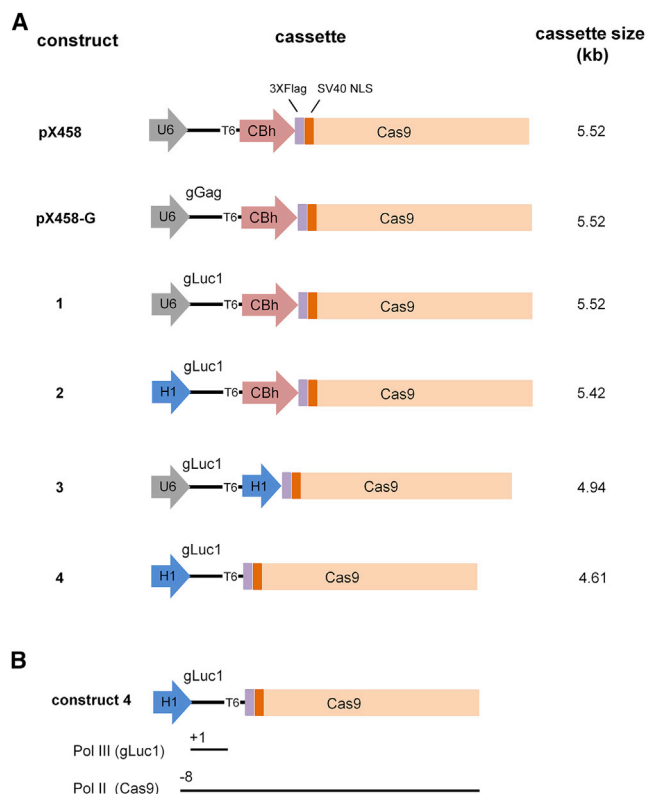 A
construct
cassette
cassette size
(kb)
3XFlag
SV40 NLS
pX458
U6
T6
CBh
Cas9
5.52
gGag
pX458-G
U6
T6
CBh
Cas9
5.52
gLuc1
1
U6
T6
CBh
Cas9
5.52
gLuc1
2
H1
T6
CBh
Cas9
5.42
gLuc1
3
U6
T6
H1
Cas9
4.94
gLuc1
4
H1
T6
Cas9
4.61
B
gLuc1
construct 4
H1
T6
Cas9
+1
Pol III (gLuc1)
-8
Pol II (Cas9)